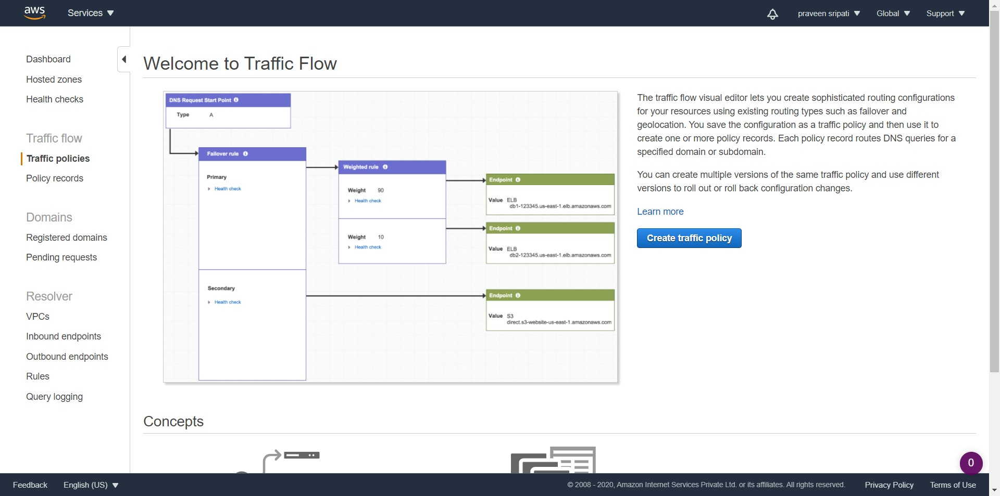 aws
Services
praveen sripati
Global
Support
Dashboard
Hosted zones
Health checks
Traffic flow
Traffic policies
Policy records
Domains
Registered domains
Pending requests
Resolver
VPCs
Inbound endpoints
Outbound endpoints
Rules
Query logging
Welcome to Traffic Flow
DNS Request Start Point
Type A
Failover rule
Primary
Health check
Secondary
Health check
Weighted rule
Weight 90
Health check
Weight 10
Health check
Endpoint
Value ELB
db1-123345.us-east-1.elb.amazonaws.com
Endpoint
Value ELB
db2-123345.us-east-1.elb.amazonaws.com
Endpoint
Value S3
direct.s3-website-us-east-1.amazonaws.com
The traffic flow visual editor lets you create sophisticated routing configurations
for your resources using existing routing types such as failover and
geolocation. You save the configuration as a traffic policy and then use it to
create one or more policy records. Each policy record routes DNS queries for a
specified domain or subdomain.
You can create multiple versions of the same traffic policy and use different
versions to roll out or roll back configuration changes.
Learn more
Create traffic policy
Concepts
0
Feedback
English (US)
© 2008 - 2020, Amazon Internet Services Private Ltd. or its affiliates. All rights reserved.
Privacy Policy
Terms of Use